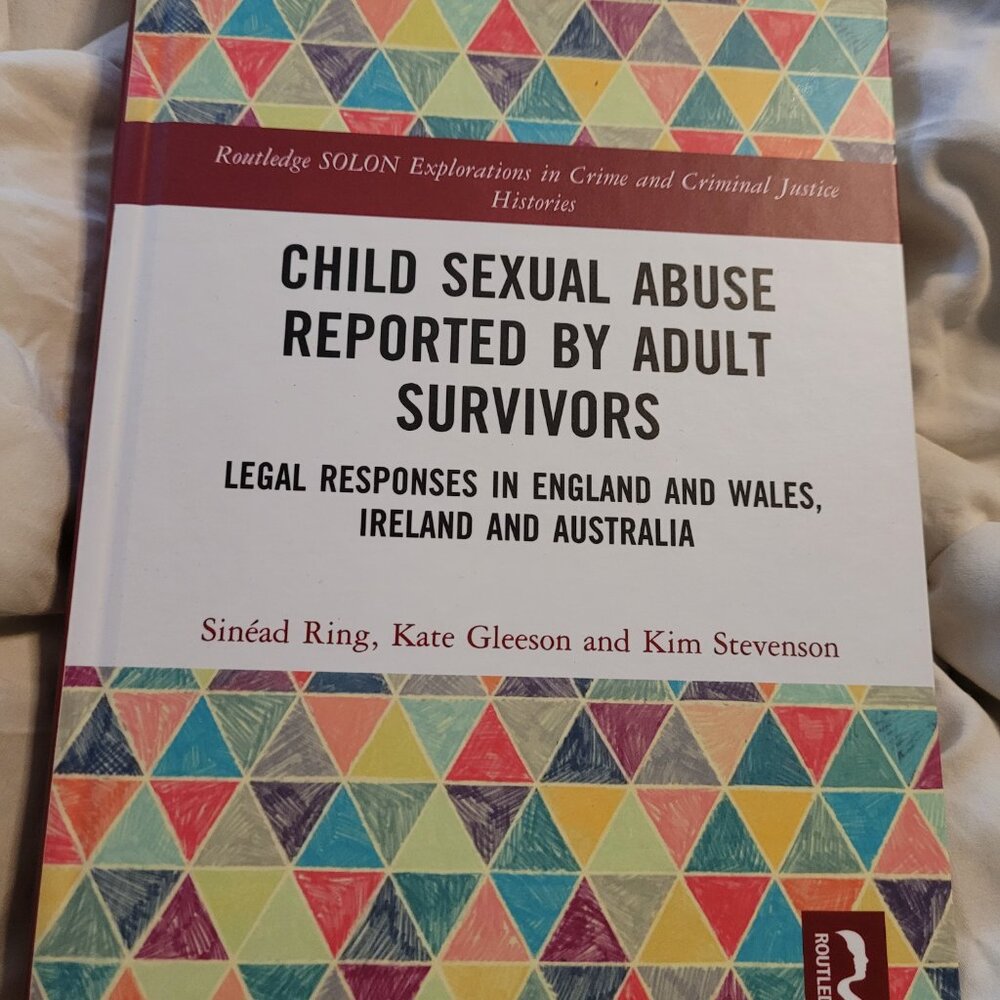 Routledge SOLON Explorations in Crime and Criminal Justice
Histories
CHILD SEXUAL ABUSE
REPORTED BY ADULT
SURVIVORS
LEGAL RESPONSES IN ENGLAND AND WALES,
IRELAND AND AUSTRALIA
Sinéad Ring, Kate Gleeson and Kim Stevenson